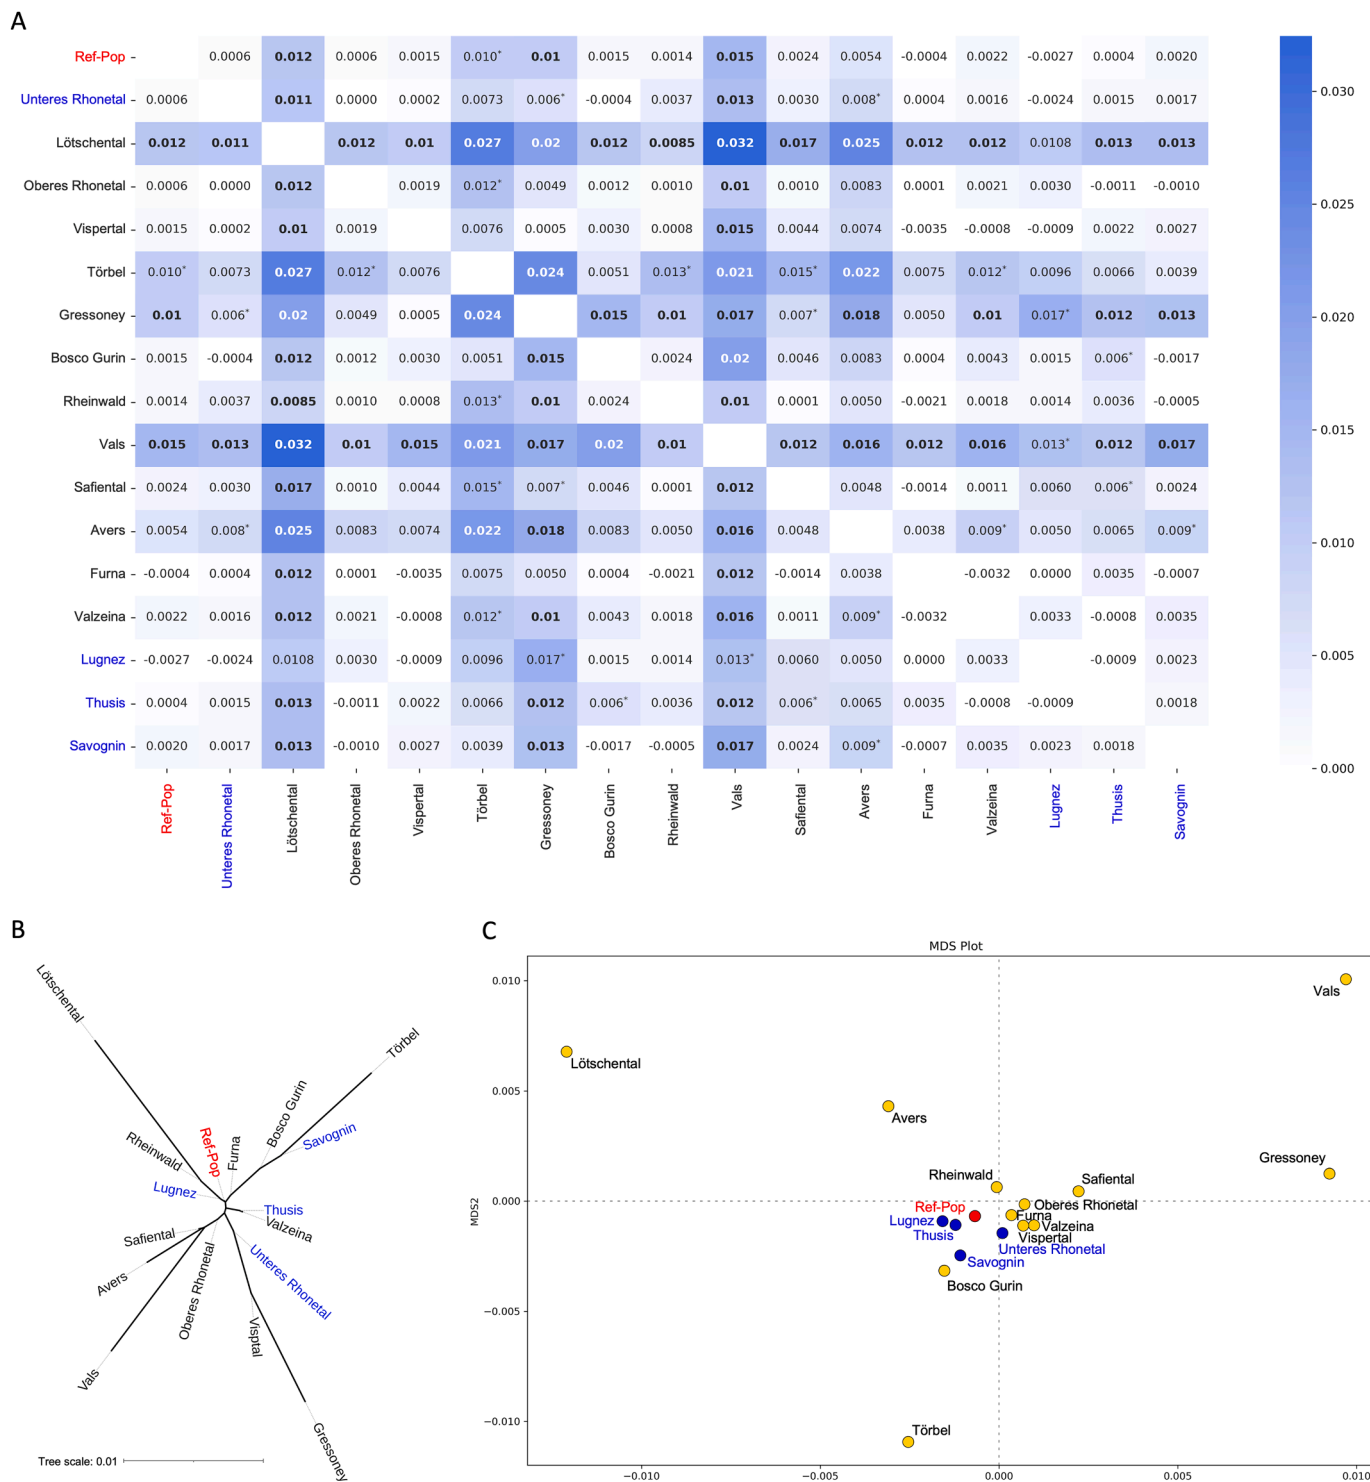 A
Ref-Pop 0.0006 0.012 0.0006 0.0015 0.010* 0.01 0.0015 0.0014 0.015 0.0024 0.0054 -0.0004 0.0022 -0.0027 0.0004 0.0020
Unteres Rhonetal 0.0006 0.011 0.0000 0.0002 0.0073 0.006* -0.0004 0.0037 0.013 0.0030 0.008* 0.0004 0.0016 -0.0024 0.0015 0.0017
Lötschental 0.012 0.011 0.012 0.01 0.027 0.02 0.012 0.0085 0.032 0.017 0.025 0.012 0.012 0.0108 0.013 0.013
Oberes Rhonetal 0.0006 0.0000 0.012 0.0019 0.012* 0.0049 0.0012 0.0010 0.01 0.0010 0.0083 0.0001 0.0021 0.0030 -0.0011 -0.0010
Vispertal 0.0015 0.0002 0.01 0.0019 0.0076 0.0005 0.0030 0.0008 0.015 0.0044 0.0074 -0.0035 -0.0008 -0.0009 0.0022 0.0027
Törbel 0.010* 0.0073 0.027 0.012* 0.0076 0.024 0.0051 0.013* 0.021 0.015* 0.022 0.0075 0.012* 0.0096 0.0066 0.0039
Gressoney 0.01 0.006* 0.02 0.0049 0.0005 0.024 0.015 0.01 0.017 0.007* 0.018 0.0050 0.01 0.017* 0.012 0.013
Bosco Gurin 0.0015 -0.0004 0.012 0.0012 0.0030 0.0051 0.015 0.0024 0.02 0.0046 0.0083 0.0004 0.0043 0.0015 0.006* -0.0017
Rheinwald 0.0014 0.0037 0.0085 0.0010 0.0008 0.013* 0.01 0.0024 0.01 0.0001 0.0050 -0.0021 0.0018 0.0014 0.0036 -0.0005
Vals 0.015 0.013 0.032 0.01 0.015 0.021 0.017 0.02 0.01 0.012 0.016 0.012 0.016 0.013* 0.012 0.017
Safiental 0.0024 0.0030 0.017 0.0010 0.0044 0.015* 0.007* 0.0046 0.0001 0.012 0.0048 -0.0014 0.0011 0.0060 0.006* 0.0024
Avers 0.0054 0.008* 0.025 0.0083 0.0074 0.022 0.018 0.0083 0.0050 0.016 0.0048 0.0038 0.009* 0.0050 0.0065 0.009*
Furna -0.0004 0.0004 0.012 0.0001 -0.0035 0.0075 0.0050 0.0004 -0.0021 0.012 -0.0014 0.0038 -0.0032 0.0000 0.0035 -0.0007
Valzeina 0.0022 0.0016 0.012 0.0021 -0.0008 0.012* 0.01 0.0043 0.0018 0.016 0.0011 0.009* -0.0032 0.0033 -0.0008 0.0035
Lugnez -0.0027 -0.0024 0.0108 0.0030 -0.0009 0.0096 0.017* 0.0015 0.0014 0.013* 0.0060 0.0050 0.0000 0.0033 -0.0009 0.0023
Thusis 0.0004 0.0015 0.013 -0.0011 0.0022 0.0066 0.012 0.006* 0.0036 0.012 0.006* 0.0065 0.0035 -0.0008 -0.0009 0.0018
Savognin 0.0020 0.0017 0.013 -0.0010 0.0027 0.0039 0.013 -0.0017 -0.0005 0.017 0.0024 0.009* -0.0007 0.0035 0.0023 0.0018
Ref-Pop
Unteres Rhonetal
Lötschental
Oberes Rhonetal
Vispertal
Törbel
Gressoney
Bosco Gurin
Rheinwald
Vals
Safiental
Avers
Furna
Valzeina
Lugnez
Thusis
Savognin
0.030
0.025
0.020
0.015
0.010
0.005
0.000
B
Lötschental
Törbel
Bosco Gurin
Savognin
Ref-Pop
Furna
Rheinwald
Lugnez
Thusis
Valzeina
Safiental
Avers
Oberes Rhonetal
Unteres Rhonetal
Visptal
Vals
Gressoney
Tree scale: 0.01
C
MDS Plot
MDS2
0.010
0.005
0.000
−0.005
−0.010
Vals
Lötschental
Avers
Gressoney
Rheinwald
Safiental
Oberes Rhonetal
Ref-Pop
Furna
Lugnez
Valzeina
Thusis
Vispertal
Unteres Rhonetal
Savognin
Bosco Gurin
Törbel
−0.010
−0.005
0.000
0.005
0.010